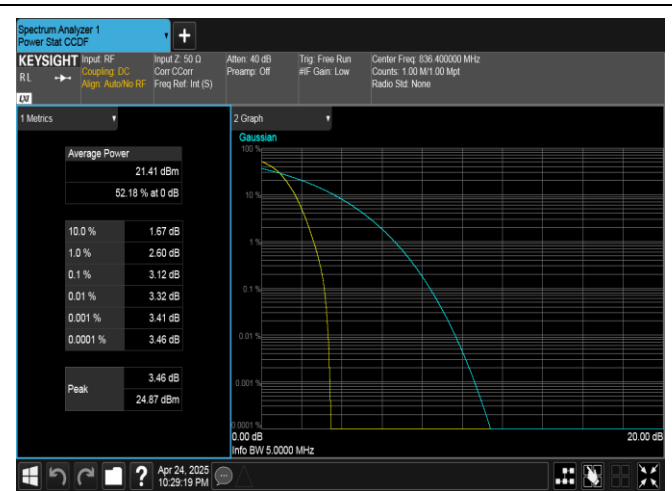 Spectrum Analyzer 1
Power Stat CCDF
+
KEYSIGHT
RL
LXI
Input: RF
Coupling: DC
Align: Auto/No RF
Input Z: 50 Ω
Corr CCorr
Freq Ref: Int (S)
Atten: 40 dB
Preamp: Off
Trig: Free Run
#IF Gain: Low
Center Freq: 836.400000 MHz
Counts: 1.00 M/1.00 Mpt
Radio Std: None
1 Metrics
Average Power
21.41 dBm
52.18 % at 0 dB
10.0 % 1.67 dB
1.0 % 2.60 dB
0.1 % 3.12 dB
0.01 % 3.32 dB
0.001 % 3.41 dB
0.0001 % 3.46 dB
Peak
3.46 dB
24.87 dBm
2 Graph
Gaussian
100 %
10 %
1 %
0.1 %
0.01 %
0.001 %
0.0001 %
0.00 dB 20.00 dB
Info BW 5.0000 MHz
?
Apr 24, 2025
10:29:19 PM